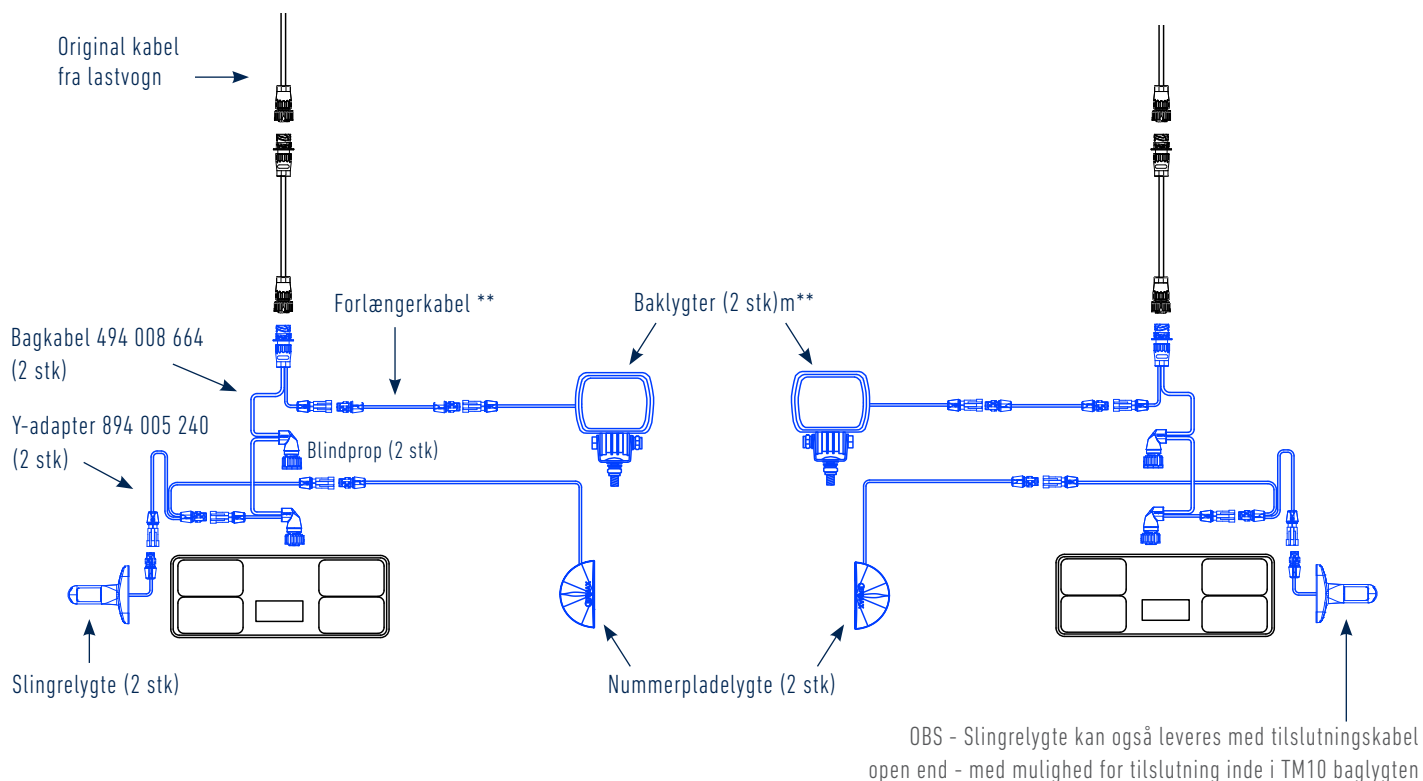 Original kabel
fra lastvogn
Forlængerkabel **
Baklygter (2 stk)m**
Bagkabel 494 008 664
(2 stk)
Y-adapter 894 005 240
(2 stk)
Blindprop (2 stk)
Slingrelygte (2 stk)
Nummerpladelygte (2 stk)
OBS - Slingrelygte kan også leveres med tilslutningskabel
open end - med mulighed for tilslutning inde i TM10 baglygten